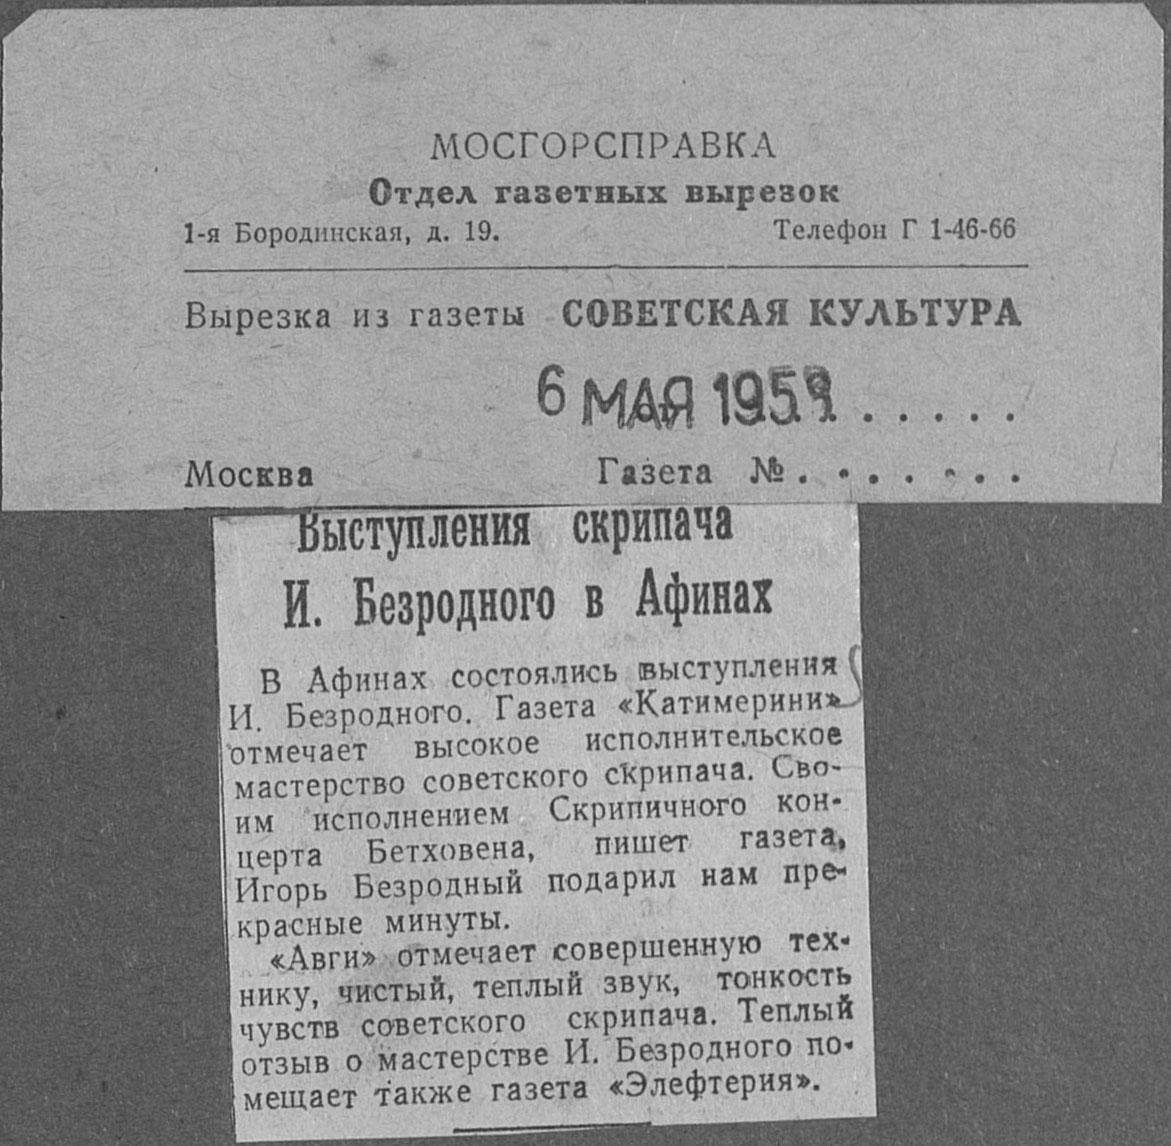 МОСГОРСПРАВКА
Отдел газетных вырезок
1-я Бородинская, д. 19. Телефон Г 1-46-66
Вырезка из газеты СОВЕТСКАЯ КУЛЬТУРА
6 МАЯ 195 . . . . .
Москва Газета № . . . . . . .
Выступления скрипача
И. Безродного в Афинах
В Афинах состоялись выступления
И. Безродного. Газета «Катимерини»
отмечает высокое исполнительское
мастерство советского скрипача. Сво-
им исполнением Скрипичного кон-
церта Бетховена, пишет газета,
Игорь Безродный подарил нам пре-
красные минуты.
«Авги» отмечает совершенную тех-
нику, чистый, теплый звук, тонкость
чувств советского скрипача. Теплый
отзыв о мастерстве И. Безродного по-
мещает также газета «Элефтерия».